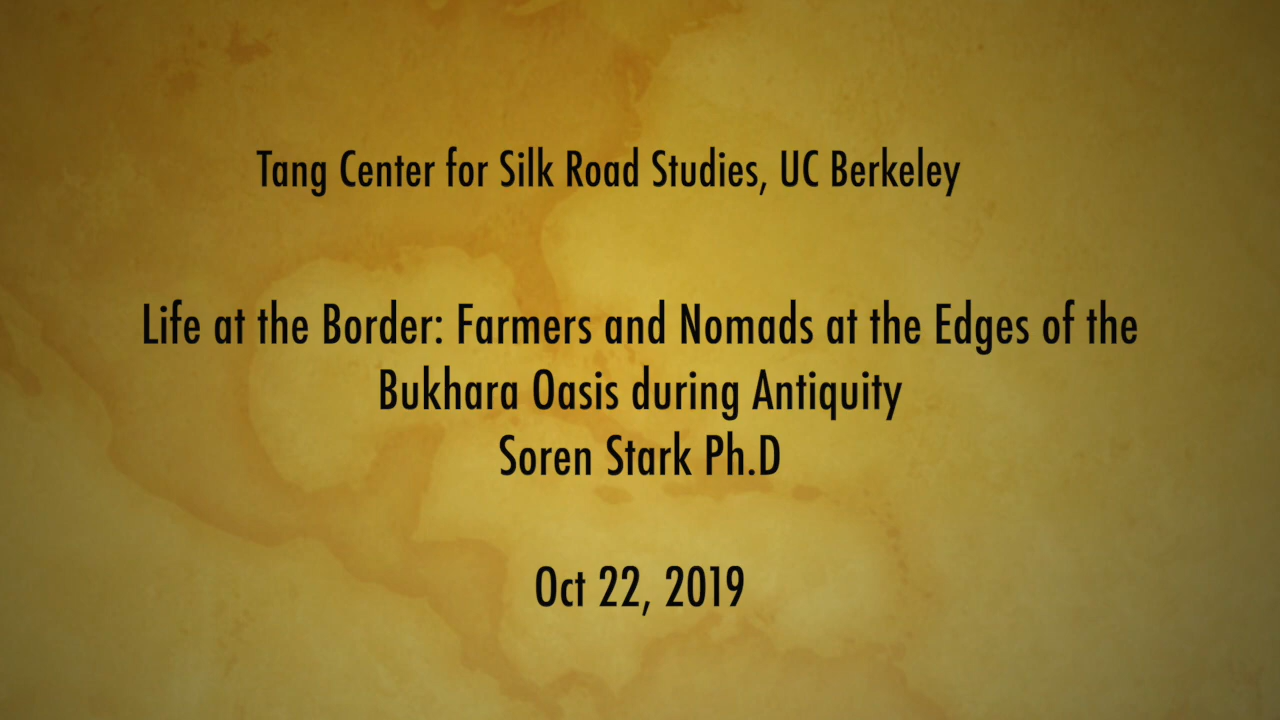 Tang Center for Silk Road Studies, UC Berkeley
Life at the Border: Farmers and Nomads at the Edges of the
Bukhara Oasis during Antiquity
Soren Stark Ph.D
Oct 22, 2019